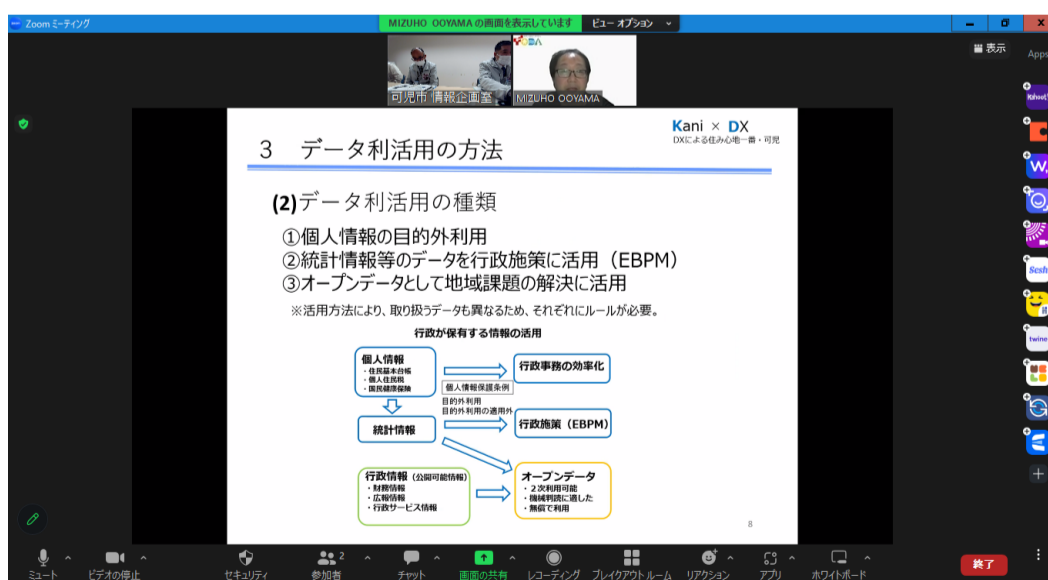 Zoom ミーティング
MIZUHO OOYAMA の画面を表示しています
ビュー オプション
表示
Apps
可児市 情報企画室
MIZUHO OOYAMA
Kahoot!
W
Sesh
twine
Kani × DX
DXによる住み心地一番・可児
3 データ利活用の方法
(2)データ利活用の種類
①個人情報の目的外利用
②統計情報等のデータを行政施策に活用（EBPM）
③オープンデータとして地域課題の解決に活用
※活用方法により、取り扱うデータも異なるため、それぞれにルールが必要。
行政が保有する情報の活用
個人情報
・住民基本台帳
・個人住民税
・国民健康保険
行政事務の効率化
個人情報保護条例
目的外利用
目的外利用の適用外
統計情報
行政施策（EBPM）
行政情報（公開可能情報）
・財務情報
・広報情報
・行政サービス情報
オープンデータ
・２次利用可能
・機械判読に適した
・無償で利用
8
ミュート
ビデオの停止
セキュリティ
2
参加者
チャット
画面の共有
レコーディング
ブレイクアウト ルーム
リアクション
アプリ
ホワイトボード
終了